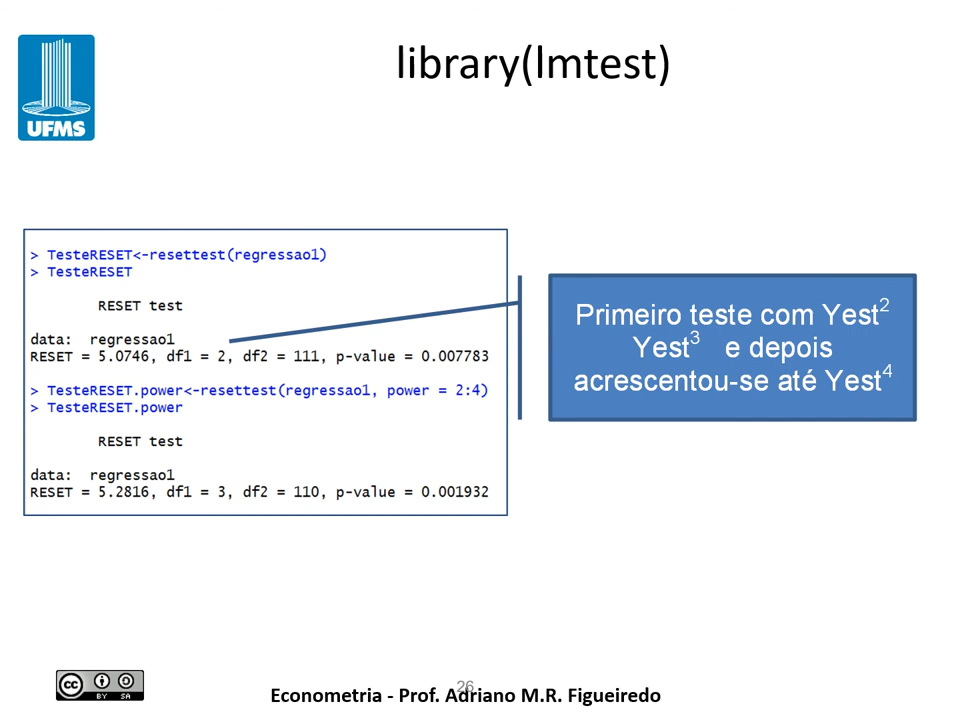 library(lmtest)
UFMS
> TesteRESET<-resettest(regressao1)
> TesteRESET
RESET test
data:  regressao1
RESET = 5.0746, df1 = 2, df2 = 111, p-value = 0.007783
> TesteRESET.power<-resettest(regressao1, power = 2:4)
> TesteRESET.power
RESET test
data:  regressao1
RESET = 5.2816, df1 = 3, df2 = 110, p-value = 0.001932
Primeiro teste com Yest²
Yest³ e depois
acrescentou-se até Yest⁴
cc BY SA
26
Econometria - Prof. Adriano M.R. Figueiredo